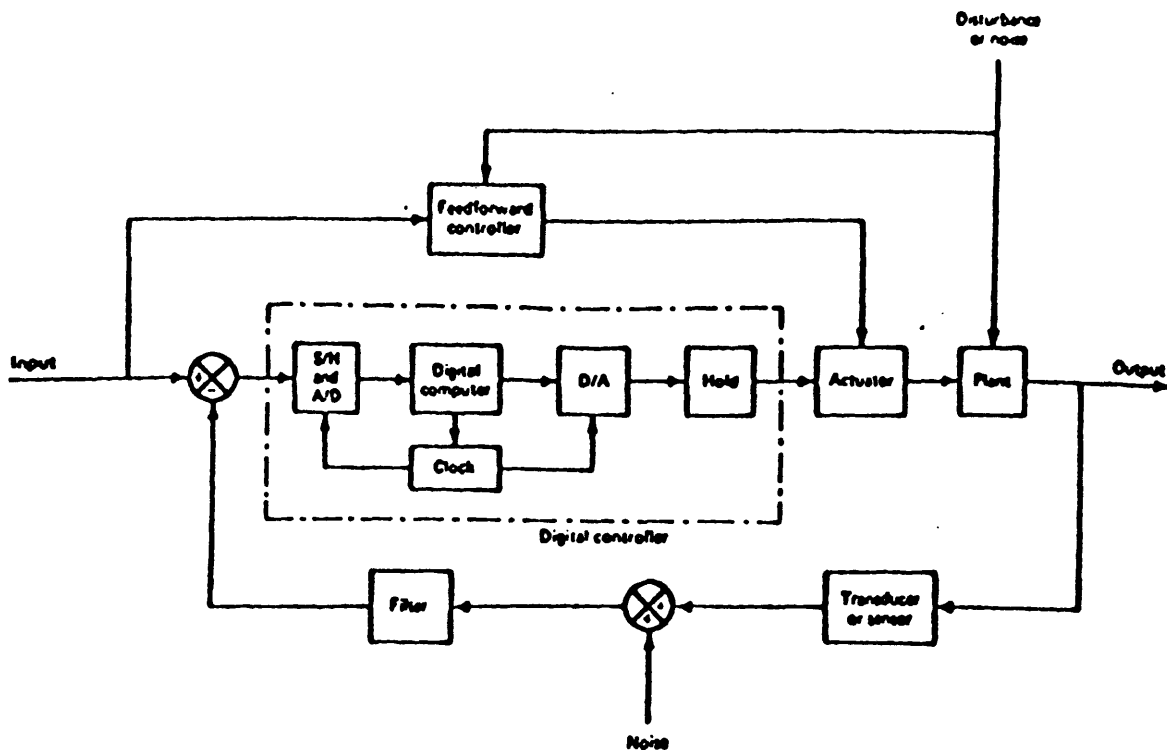 Disturbance
or noise
Feedforward
controller
Input
S/H
and
A/D
Digital
computer
D/A
Hold
Actuator
Plant
Output
Clock
Digital controller
Filter
Transducer
or sensor
Noise